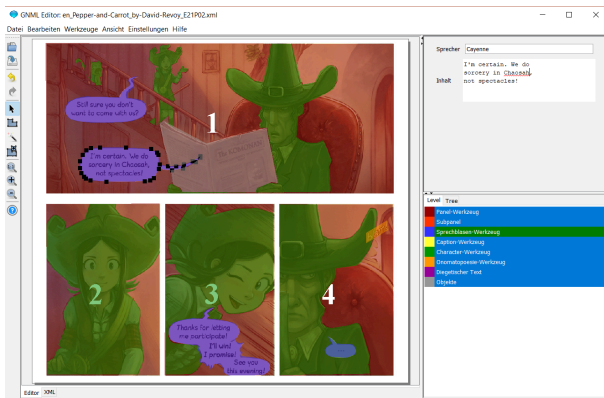 GNML Editor: en_Pepper-and-Carrot_by-David-Revoy_E21P02.xml
Datei Bearbeiten Werkzeuge Ansicht Einstellungen Hilfe
So? sure you don't
want to come with us?
1
I'm certain. We do
sorcery in Chaosah,
not spectacles!
2
3
Thanks for letting
me participate!
I'll win!
I promise!
See you
this evening!
4
Editor XML
Sprecher Cayenne
Inhalt
I'm certain. We do
sorcery in Chaosah,
not spectacles!
Level Tree
Panel-Werkzeug
Subpanel
Sprechblasen-Werkzeug
Caption-Werkzeug
Character-Werkzeug
Onomatopoesie-Werkzeug
Diegetischer Text
Objekte